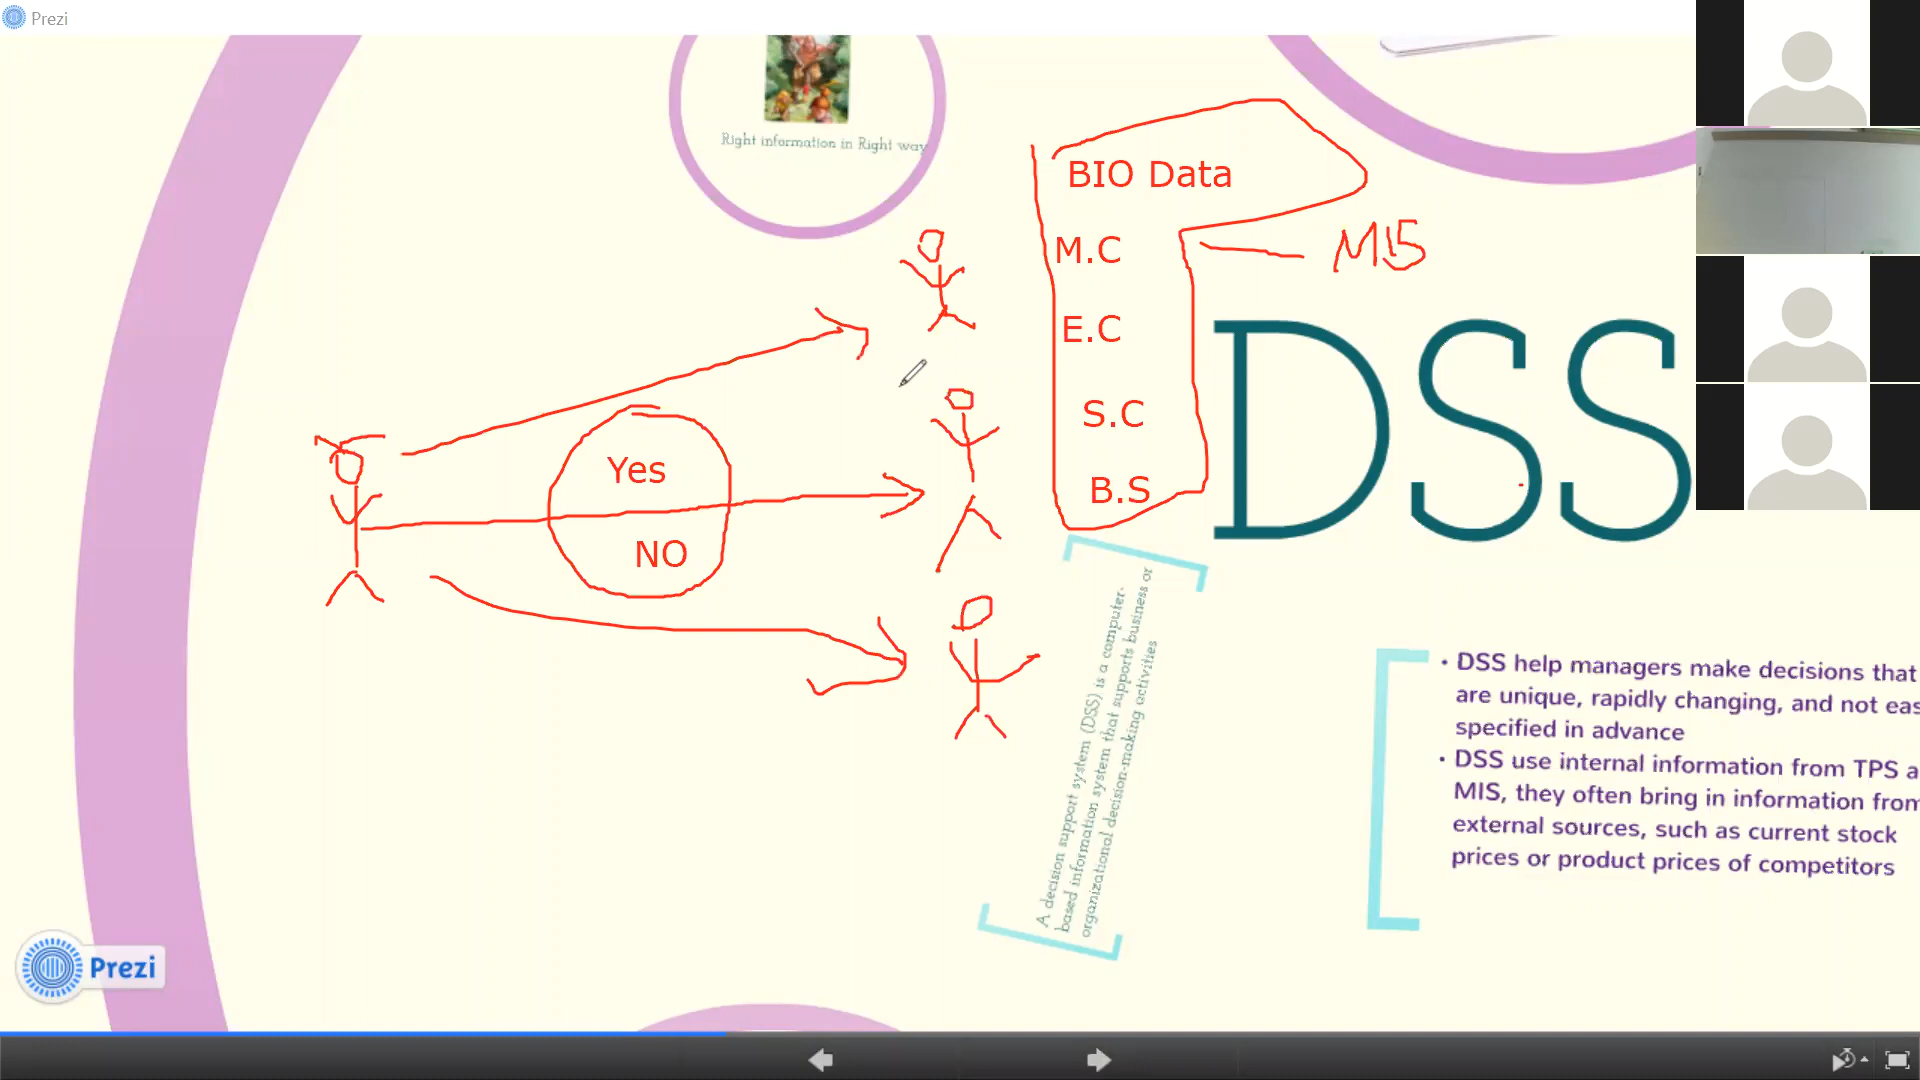 Prezi
Right information in Right way
BIO Data
M.C
MIS
E.C
S.C
B.S
Yes
NO
DSS
A decision support system (DSS) is a computer-
based information system that supports business or
organizational decision-making activities
• DSS help managers make decisions that
are unique, rapidly changing, and not eas
specified in advance
• DSS use internal information from TPS a
MIS, they often bring in information from
external sources, such as current stock
prices or product prices of competitors
Prezi